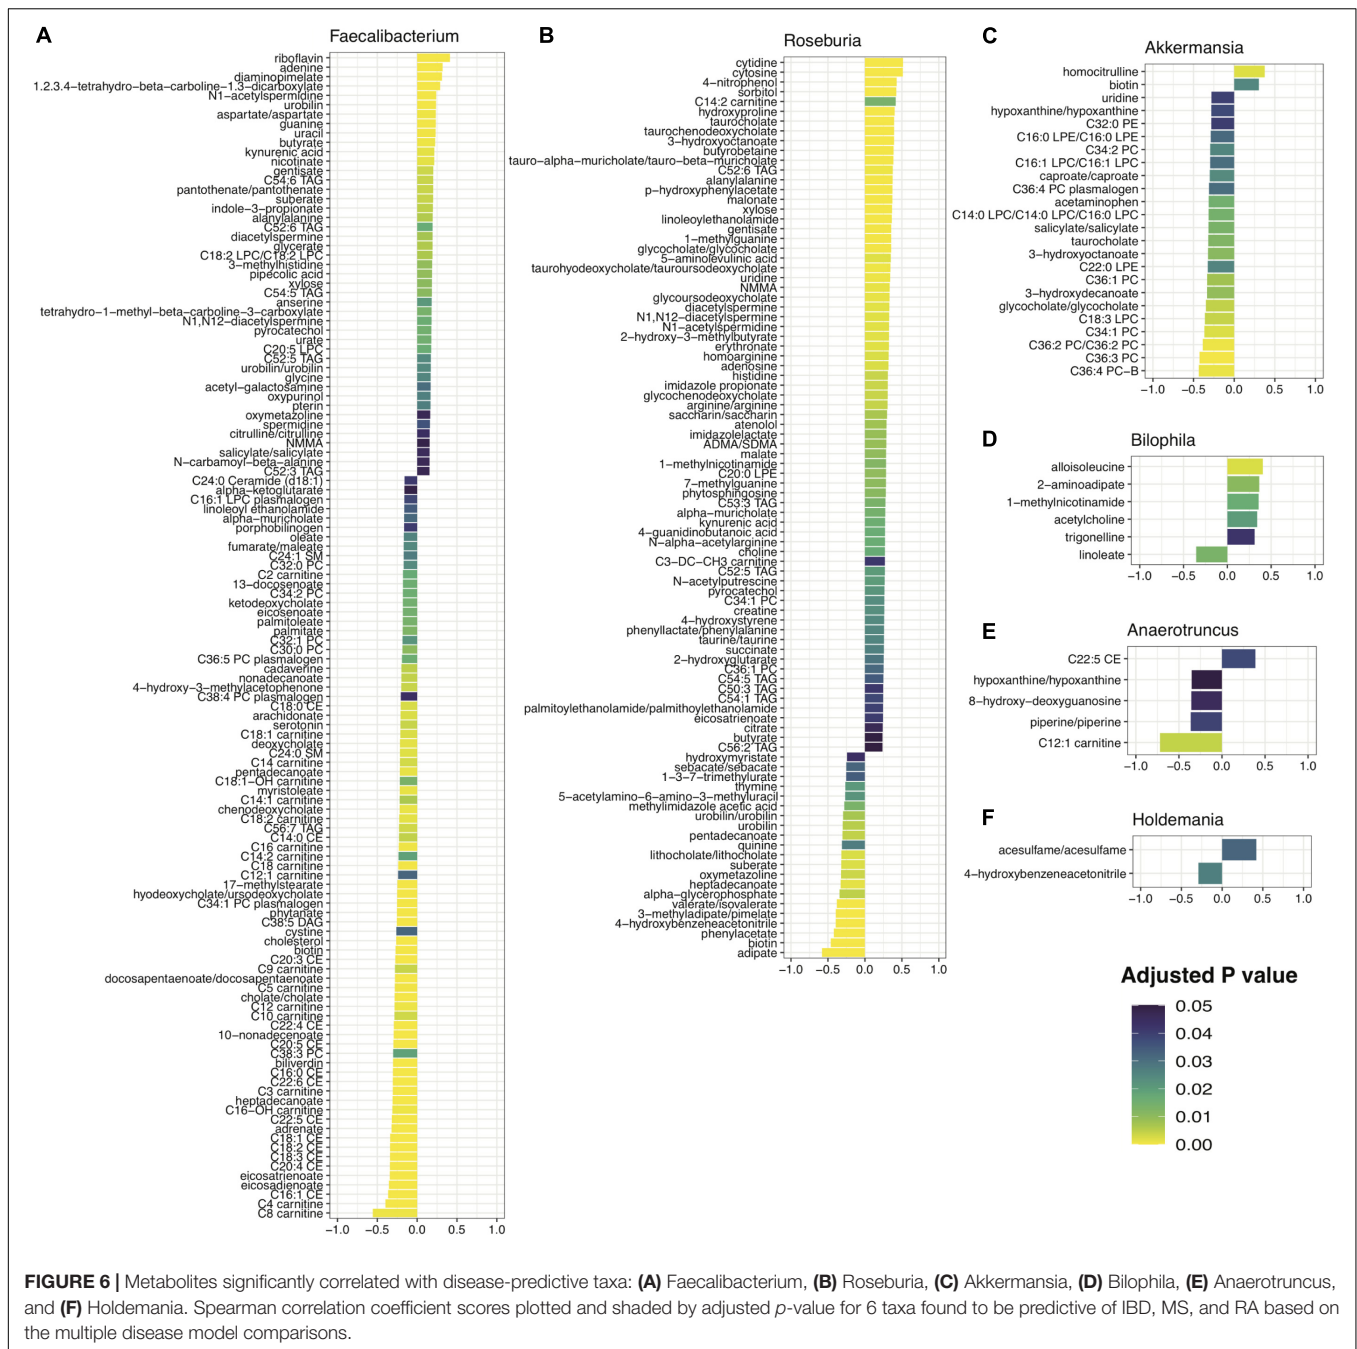 A
Faecalibacterium
riboflavin
adenine
diaminopimelate
1.2.3.4−tetrahydro−beta−carboline−1.3−dicarboxylate
N1−acetylspermidine
urobilin
aspartate/aspartate
guanine
uracil
butyrate
kynurenic acid
nicotinate
gentisate
C54:6 TAG
pantothenate/pantothenate
suberate
indole−3−propionate
alanylalanine
C52:6 TAG
diacetylspermine
glycerate
C18:2 LPC/C18:2 LPC
3−methylhistidine
pipecolic acid
xylose
C54:5 TAG
anserine
tetrahydro−1−methyl−beta−carboline−3−carboxylate
N1,N12−diacetylspermine
pyrocatechol
urate
C20:5 LPC
C52:5 TAG
urobilin/urobilin
glycine
acetyl−galactosamine
oxypurinol
pterin
oxymetazoline
spermidine
citrulline/citrulline
NMMA
salicylate/salicylate
N−carbamoyl−beta−alanine
C52:3 TAG
C24:0 Ceramide (d18:1)
alpha−ketoglutarate
C16:1 LPC plasmalogen
linoleoyl ethanolamide
alpha−muricholate
porphobilinogen
oleate
fumarate/maleate
C24:1 SM
C32:0 PC
C2 carnitine
13−docosenoate
C34:2 PC
ketodeoxycholate
eicosenoate
palmitoleate
palmitate
C32:1 PC
C30:0 PC
C36:5 PC plasmalogen
cadaverine
nonadecanoate
4−hydroxy−3−methylacetophenone
C38:4 PC plasmalogen
C18:0 CE
arachidonate
serotonin
C18:1 carnitine
deoxycholate
C24:0 SM
C14 carnitine
pentadecanoate
C18:1−OH carnitine
myristoleate
C14:1 carnitine
chenodeoxycholate
C18:2 carnitine
C56:7 TAG
C14:0 CE
C16 carnitine
C14:2 carnitine
C18 carnitine
C12:1 carnitine
17−methylstearate
hyodeoxycholate/ursodeoxycholate
C34:1 PC plasmalogen
phytanate
C38:5 DAG
cystine
cholesterol
biotin
C20:3 CE
C9 carnitine
docosapentaenoate/docosapentaenoate
C5 carnitine
cholate/cholate
C12 carnitine
C10 carnitine
C22:4 CE
10−nonadecenoate
C20:5 CE
C38:3 PC
biliverdin
C16:0 CE
C22:6 CE
C3 carnitine
heptadecanoate
C16−OH carnitine
C22:5 CE
adrenate
C18:1 CE
C18:2 CE
C18:3 CE
C20:4 CE
eicosatrienoate
eicosadienoate
C16:1 CE
C4 carnitine
C8 carnitine
−1.0 −0.5 0.0 0.5 1.0
B
Roseburia
cytidine
cytosine
4−nitrophenol
sorbitol
C14:2 carnitine
hydroxyproline
taurocholate
taurochenodeoxycholate
3−hydroxyoctanoate
butyrobetaine
tauro−alpha−muricholate/tauro−beta−muricholate
C52:6 TAG
alanylalanine
p−hydroxyphenylacetate
malonate
xylose
linoleoylethanolamide
gentisate
1−methylguanine
glycocholate/glycocholate
5−aminolevulinic acid
taurohyodeoxycholate/tauroursodeoxycholate
uridine
NMMA
glycoursodeoxycholate
diacetylspermine
N1,N12−diacetylspermine
N1−acetylspermidine
2−hydroxy−3−methylbutyrate
erythronate
homoarginine
adenosine
histidine
imidazole propionate
glycochenodeoxycholate
arginine/arginine
saccharin/saccharin
atenolol
imidazolelactate
ADMA/SDMA
malate
1−methylnicotinamide
C20:0 LPE
7−methylguanine
phytosphingosine
C53:3 TAG
alpha−muricholate
kynurenic acid
4−guanidinobutanoic acid
N−alpha−acetylarginine
choline
C3−DC−CH3 carnitine
C52:5 TAG
N−acetylputrescine
pyrocatechol
C34:1 PC
creatine
4−hydroxystyrene
phenyllactate/phenylalanine
taurine/taurine
succinate
2−hydroxyglutarate
C36:1 PC
C54:5 TAG
C50:3 TAG
C54:1 TAG
palmitoylethanolamide/palmithoylethanolamide
eicosatrienoate
citrate
butyrate
C56:2 TAG
hydroxymyristate
sebacate/sebacate
1−3−7−trimethylurate
thymine
5−acetylamino−6−amino−3−methyluracil
methylimidazole acetic acid
urobilin/urobilin
urobilin
pentadecanoate
quinine
lithocholate/lithocholate
suberate
oxymetazoline
heptadecanoate
alpha−glycerophosphate
valerate/isovalerate
3−methyladipate/pimelate
4−hydroxybenzeneacetonitrile
phenylacetate
biotin
adipate
−1.0 −0.5 0.0 0.5 1.0
C
Akkermansia
homocitrulline
biotin
uridine
hypoxanthine/hypoxanthine
C32:0 PE
C16:0 LPE/C16:0 LPE
C34:2 PC
C16:1 LPC/C16:1 LPC
caproate/caproate
C36:4 PC plasmalogen
acetaminophen
C14:0 LPC/C14:0 LPC/C16:0 LPC
salicylate/salicylate
taurocholate
3−hydroxyoctanoate
C22:0 LPE
C36:1 PC
3−hydroxydecanoate
glycocholate/glycocholate
C18:3 LPC
C34:1 PC
C36:2 PC/C36:2 PC
C36:3 PC
C36:4 PC−B
−1.0 −0.5 0.0 0.5 1.0
D
Bilophila
alloisoleucine
2−aminoadipate
1−methylnicotinamide
acetylcholine
trigonelline
linoleate
−1.0 −0.5 0.0 0.5 1.0
E
Anaerotruncus
C22:5 CE
hypoxanthine/hypoxanthine
8−hydroxy−deoxyguanosine
piperine/piperine
C12:1 carnitine
−1.0 −0.5 0.0 0.5 1.0
F
Holdemania
acesulfame/acesulfame
4−hydroxybenzeneacetonitrile
−1.0 −0.5 0.0 0.5 1.0
Adjusted P value
0.05
0.04
0.03
0.02
0.01
0.00
FIGURE 6 | Metabolites significantly correlated with disease-predictive taxa: (A) Faecalibacterium, (B) Roseburia, (C) Akkermansia, (D) Bilophila, (E) Anaerotruncus,
and (F) Holdemania. Spearman correlation coefficient scores plotted and shaded by adjusted p-value for 6 taxa found to be predictive of IBD, MS, and RA based on
the multiple disease model comparisons.